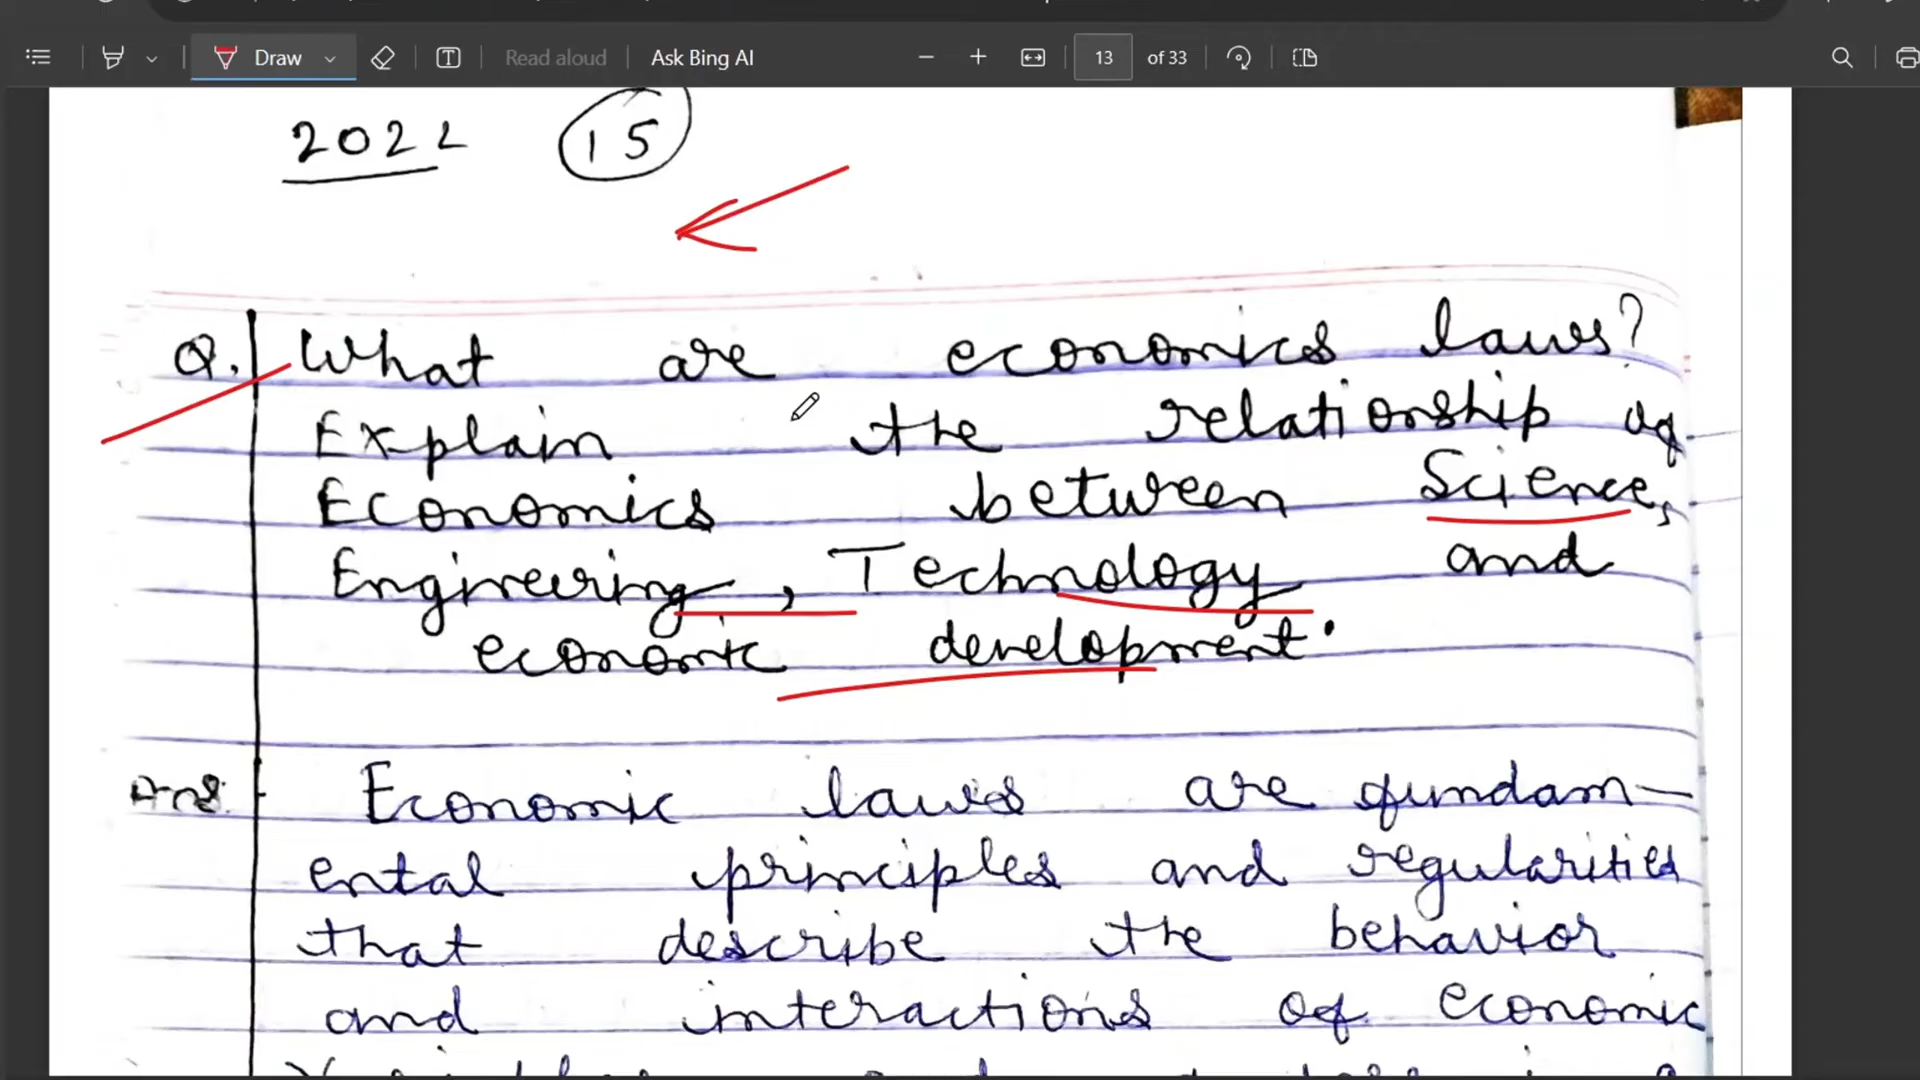 Draw
Read aloud
Ask Bing AI
13 of 33
2022 15
Q. What are economics laws?
Explain the relationship of
Economics between Science,
Engineering, Technology and
economic development.
Ans. Economic laws are fundam-
ental principles and regularities
that describe the behavior
and interactions of economic